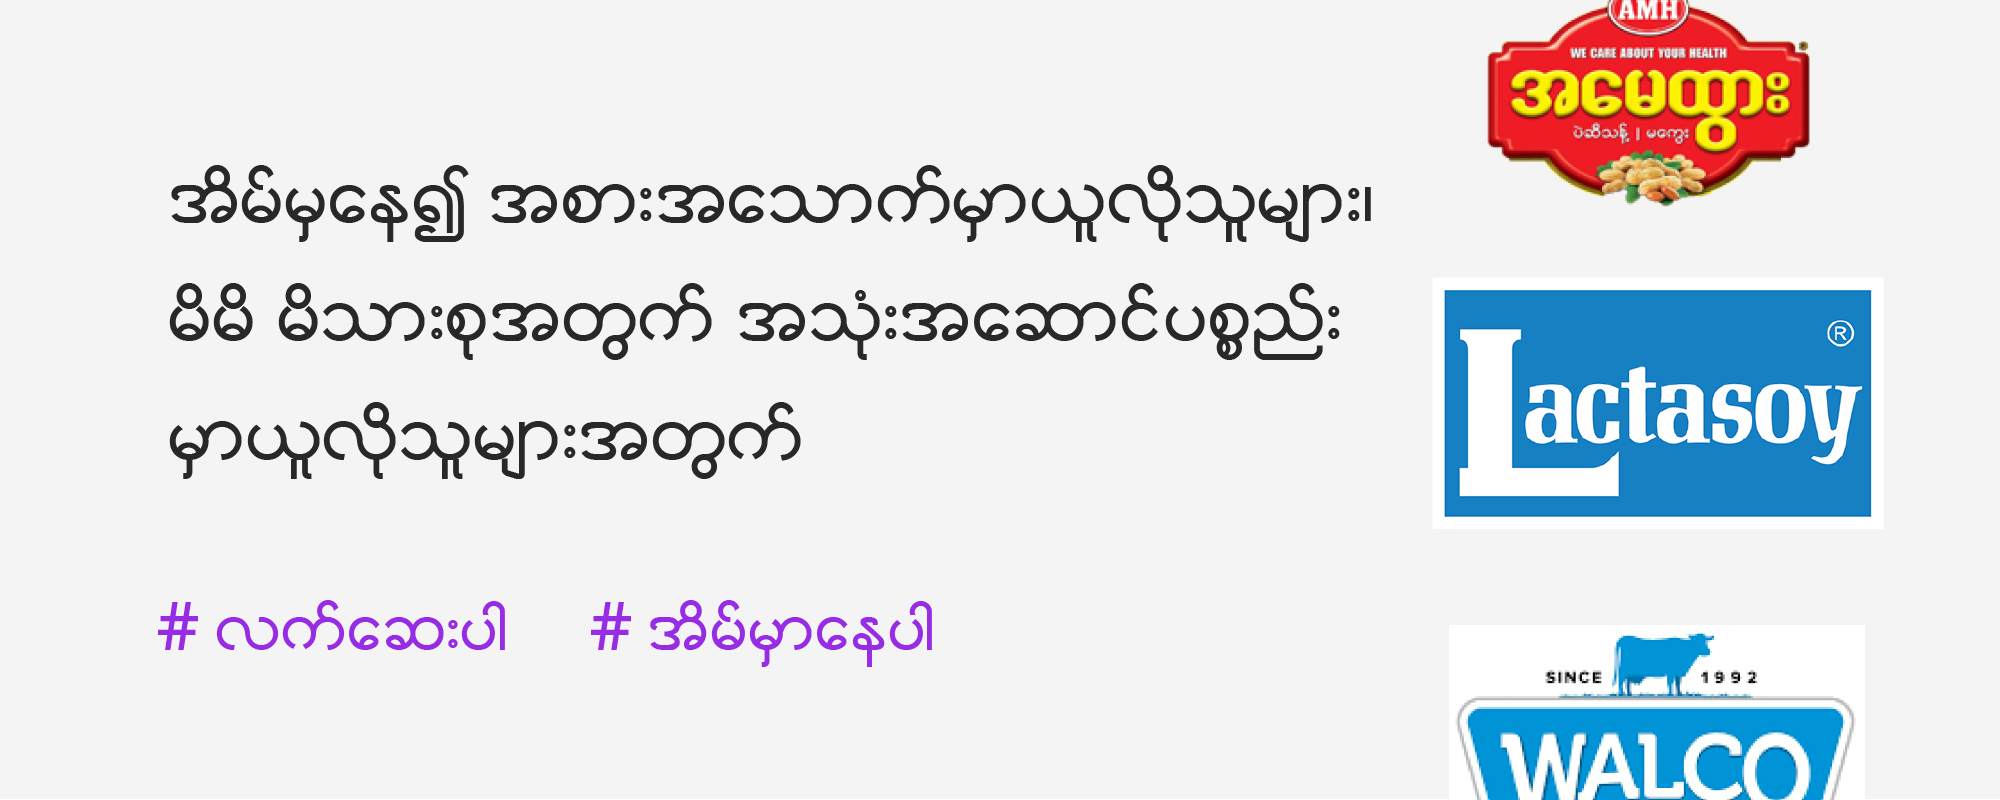 အိမ်မှနေ၍ အစားအသောက်မှာယူလိုသူများ၊
မိမိ မိသားစုအတွက် အသုံးအဆောင်ပစ္စည်း
မှာယူလိုသူများအတွက်
# လက်ဆေးပါ # အိမ်မှာနေပါ
AMH
WE CARE ABOUT YOUR HEALTH
အမေထွား
ပဲဆီသန့် | မကွေး
Lactasoy ®
SINCE 1992
WALCO